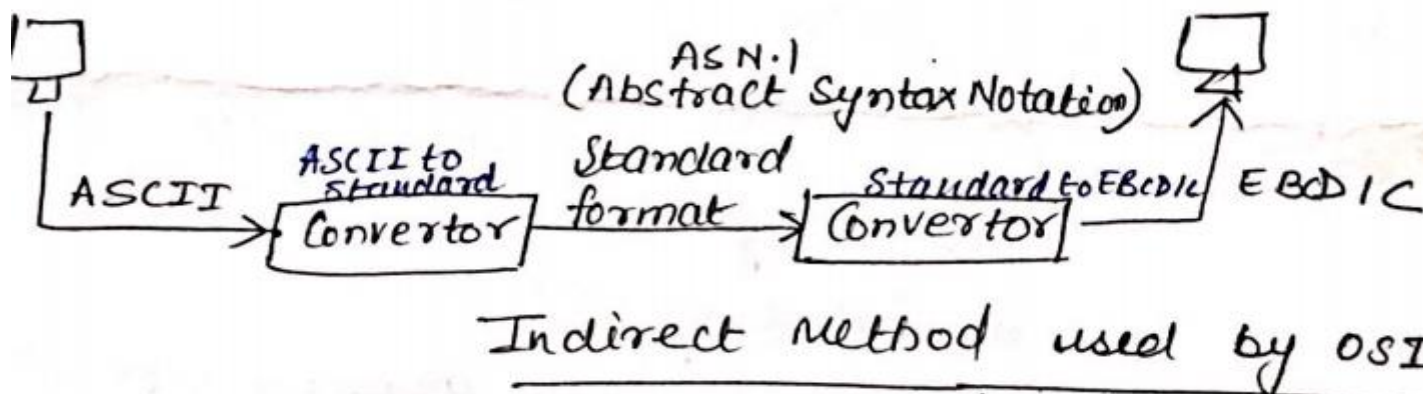 ASN.1
(Abstract Syntax Notation)
ASCII
ASCII to
Standard
Convertor
Standard
format
Standard to EBCDIC
Convertor
EBCDIC
Indirect Method used by OSI